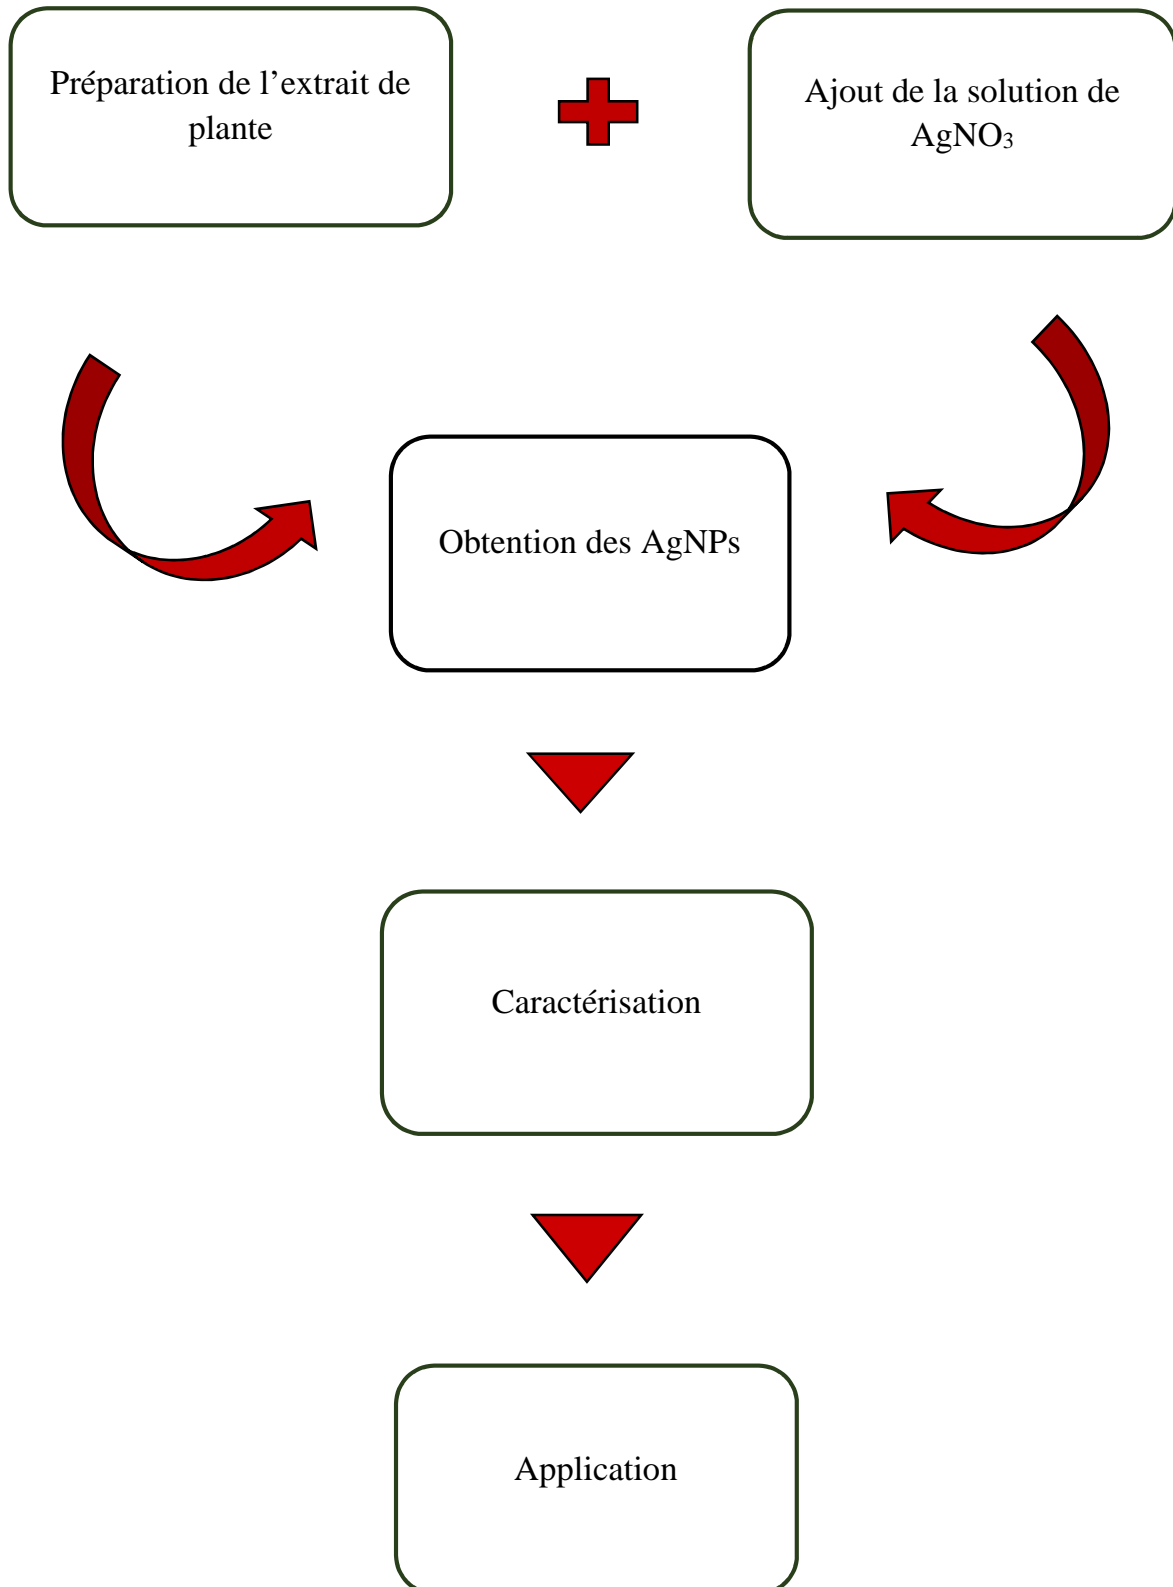 Préparation de l’extrait de
plante
Ajout de la solution de
AgNO₃
Obtention des AgNPs
Caractérisation
Application